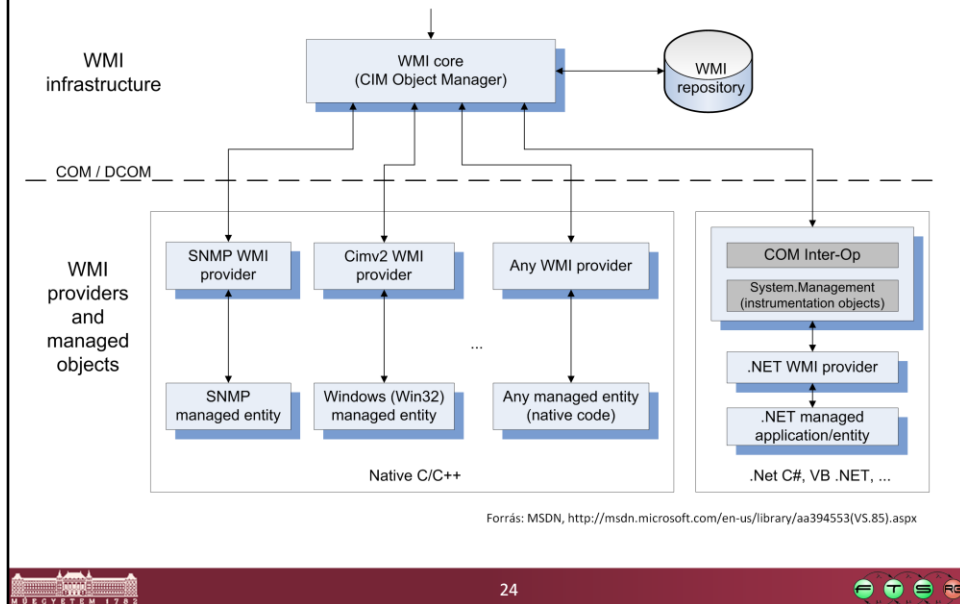 WMI
infrastructure
WMI core
(CIM Object Manager)
WMI
repository
COM / DCOM
WMI
providers
and
managed
objects
SNMP WMI
provider
Cimv2 WMI
provider
Any WMI provider
...
SNMP
managed entity
Windows (Win32)
managed entity
Any managed entity
(native code)
Native C/C++
COM Inter-Op
System.Management
(instrumentation objects)
.NET WMI provider
.NET managed
application/entity
.Net C#, VB .NET, ...
Forrás: MSDN, http://msdn.microsoft.com/en-us/library/aa394553(VS.85).aspx
MŰEGYETEM 1782
24
F T S RG